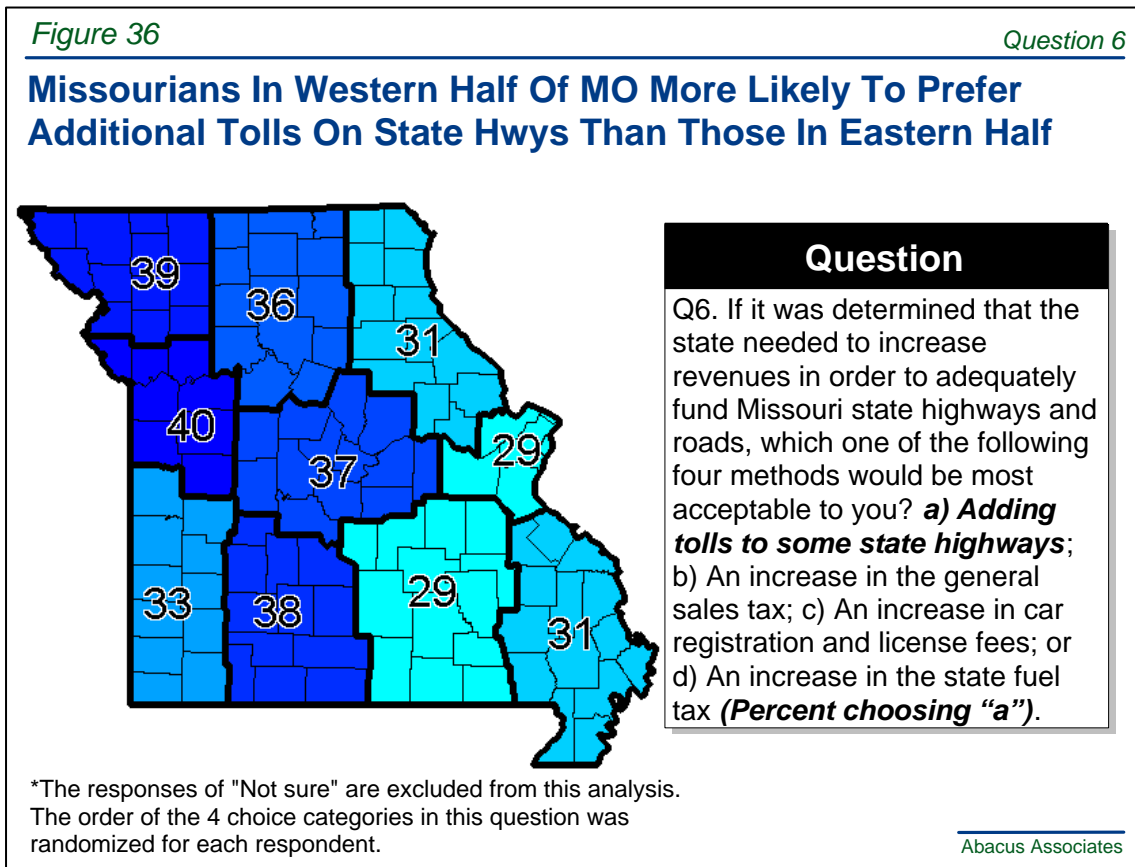 Figure 36
Question 6
Missourians In Western Half Of MO More Likely To Prefer
Additional Tolls On State Hwys Than Those In Eastern Half
39
36
31
40
37
29
33
38
29
31
Question
Q6. If it was determined that the
state needed to increase
revenues in order to adequately
fund Missouri state highways and
roads, which one of the following
four methods would be most
acceptable to you? a) Adding
tolls to some state highways;
b) An increase in the general
sales tax; c) An increase in car
registration and license fees; or
d) An increase in the state fuel
tax (Percent choosing “a”).
*The responses of "Not sure" are excluded from this analysis.
The order of the 4 choice categories in this question was
randomized for each respondent.
Abacus Associates